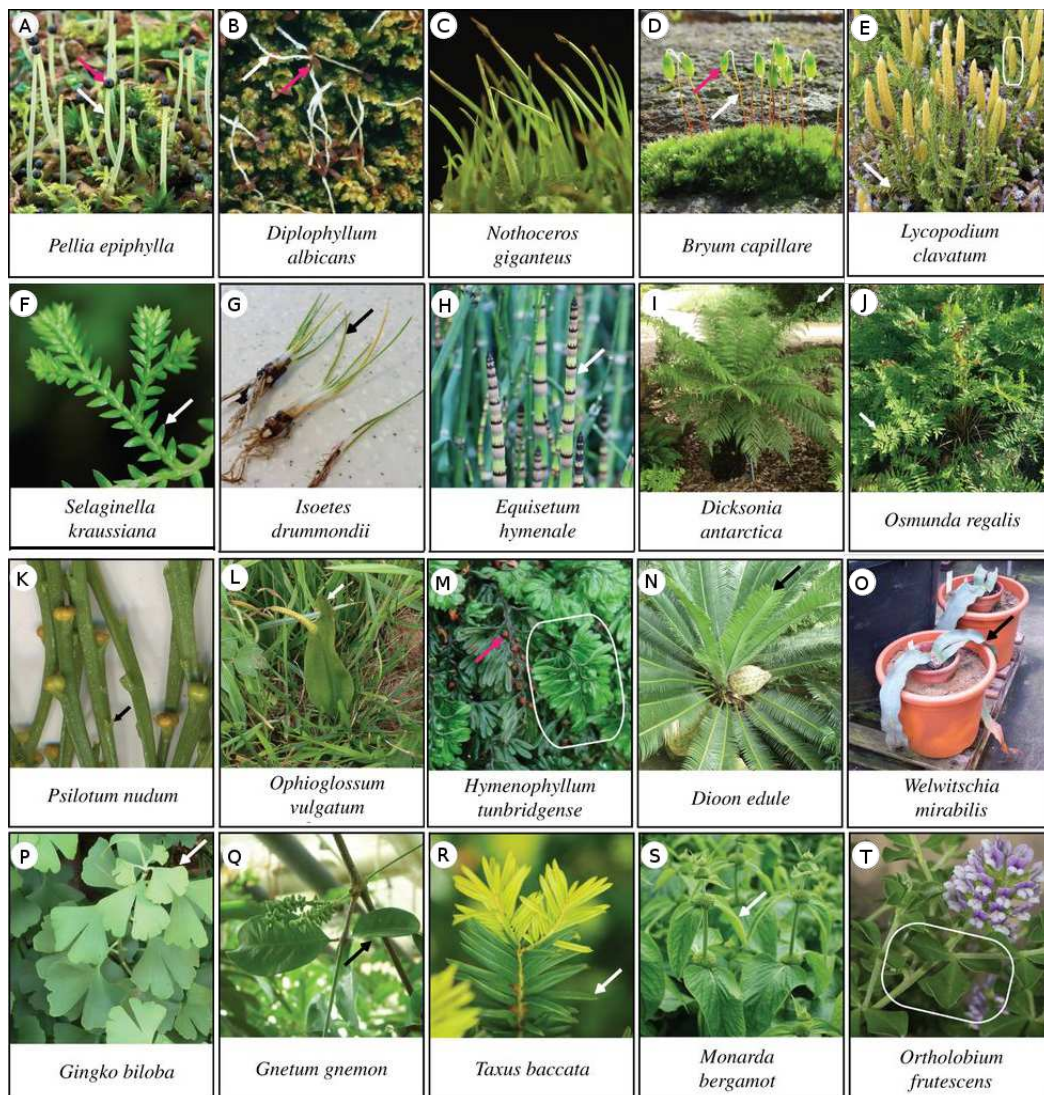 A
B
C
D
E
Pellia epiphylla
Diplophyllum
albicans
Nothoceros
giganteus
Bryum capillare
Lycopodium
clavatum
F
G
H
I
J
Selaginella
kraussiana
Isoetes
drummondii
Equisetum
hymenale
Dicksonia
antarctica
Osmunda regalis
K
L
M
N
O
Psilotum nudum
Ophioglossum
vulgatum
Hymenophyllum
tunbridgense
Dioon edule
Welwitschia
mirabilis
P
Q
R
S
T
Gingko biloba
Gnetum gnemon
Taxus baccata
Monarda
bergamot
Ortholobium
frutescens